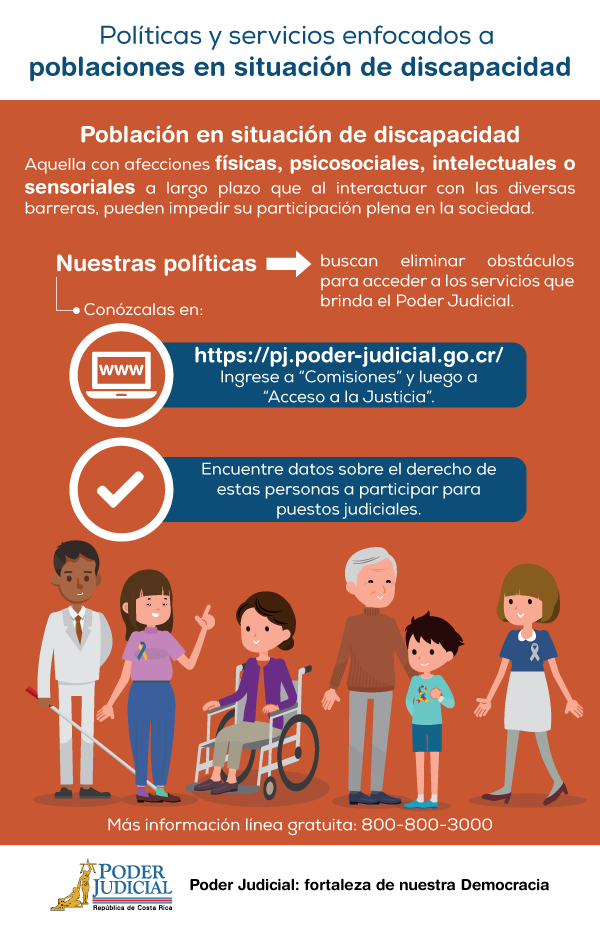 Políticas y servicios enfocados a
poblaciones en situación de discapacidad
Población en situación de discapacidad
Aquella con afecciones físicas, psicosociales, intelectuales o
sensoriales a largo plazo que al interactuar con las diversas
barreras, pueden impedir su participación plena en la sociedad.
Nuestras políticas
buscan eliminar obstáculos
para acceder a los servicios que
brinda el Poder Judicial.
Conózcalas en:
www
https://pj.poder-judicial.go.cr/
Ingrese a "Comisiones" y luego a
"Acceso a la Justicia".
Encuentre datos sobre el derecho de
estas personas a participar para
puestos judiciales.
Más información línea gratuita: 800-800-3000
PODER
JUDICIAL
República de Costa Rica
Poder Judicial: fortaleza de nuestra Democracia